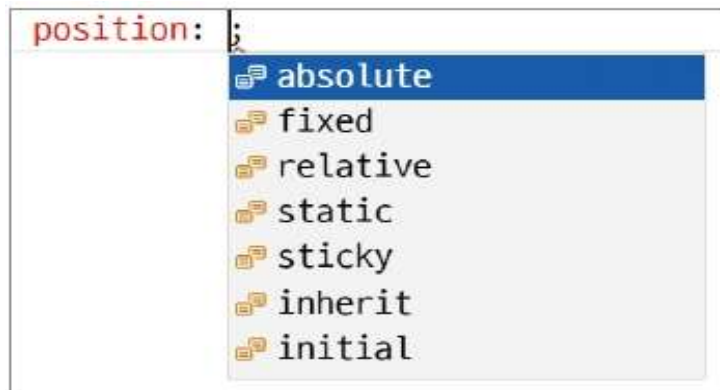 position: ;
absolute
fixed
relative
static
sticky
inherit
initial